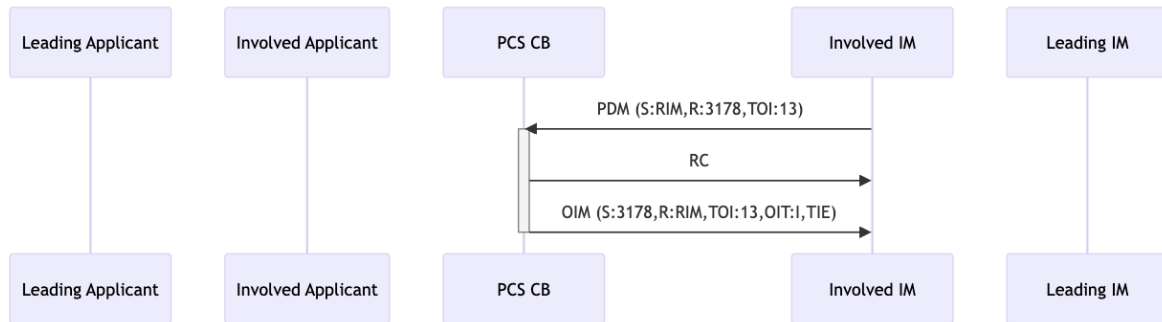 Leading Applicant
Involved Applicant
PCS CB
Involved IM
Leading IM
PDM (S:RIM,R:3178,TOI:13)
RC
OIM (S:3178,R:RIM,TOI:13,OIT:I,TIE)
Leading Applicant
Involved Applicant
PCS CB
Involved IM
Leading IM